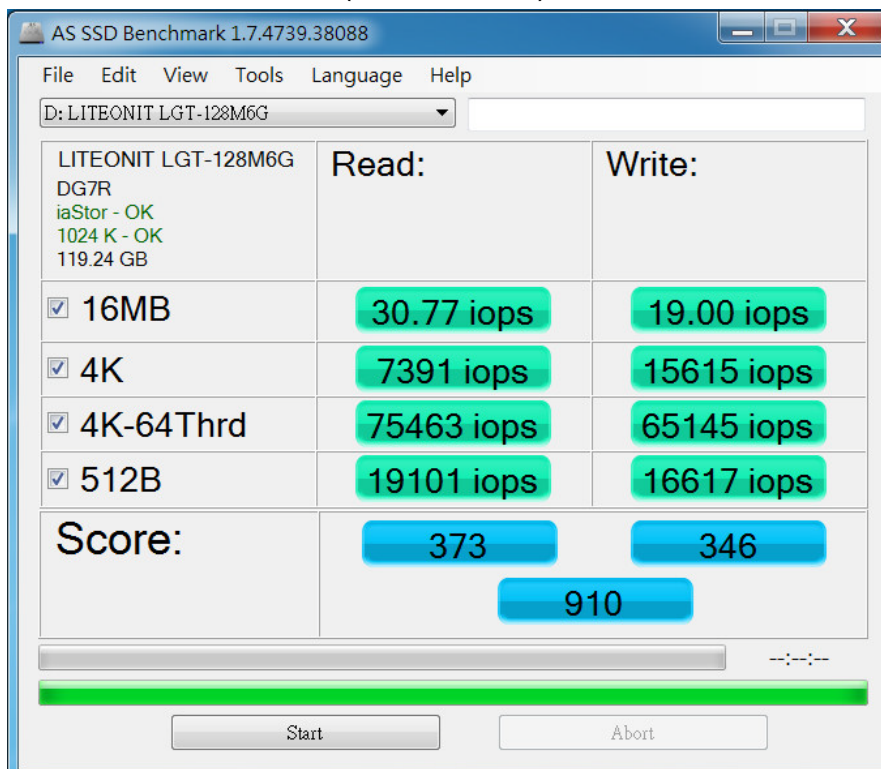 AS SSD Benchmark 1.7.4739.38088
File Edit View Tools Language Help
D: LITEONIT LGT-128M6G
LITEONIT LGT-128M6G
DG7R
iaStor - OK
1024 K - OK
119.24 GB
Read:
Write:
16MB 30.77 iops 19.00 iops
4K 7391 iops 15615 iops
4K-64Thrd 75463 iops 65145 iops
512B 19101 iops 16617 iops
Score: 373 346
910
--:--:--
Start Abort